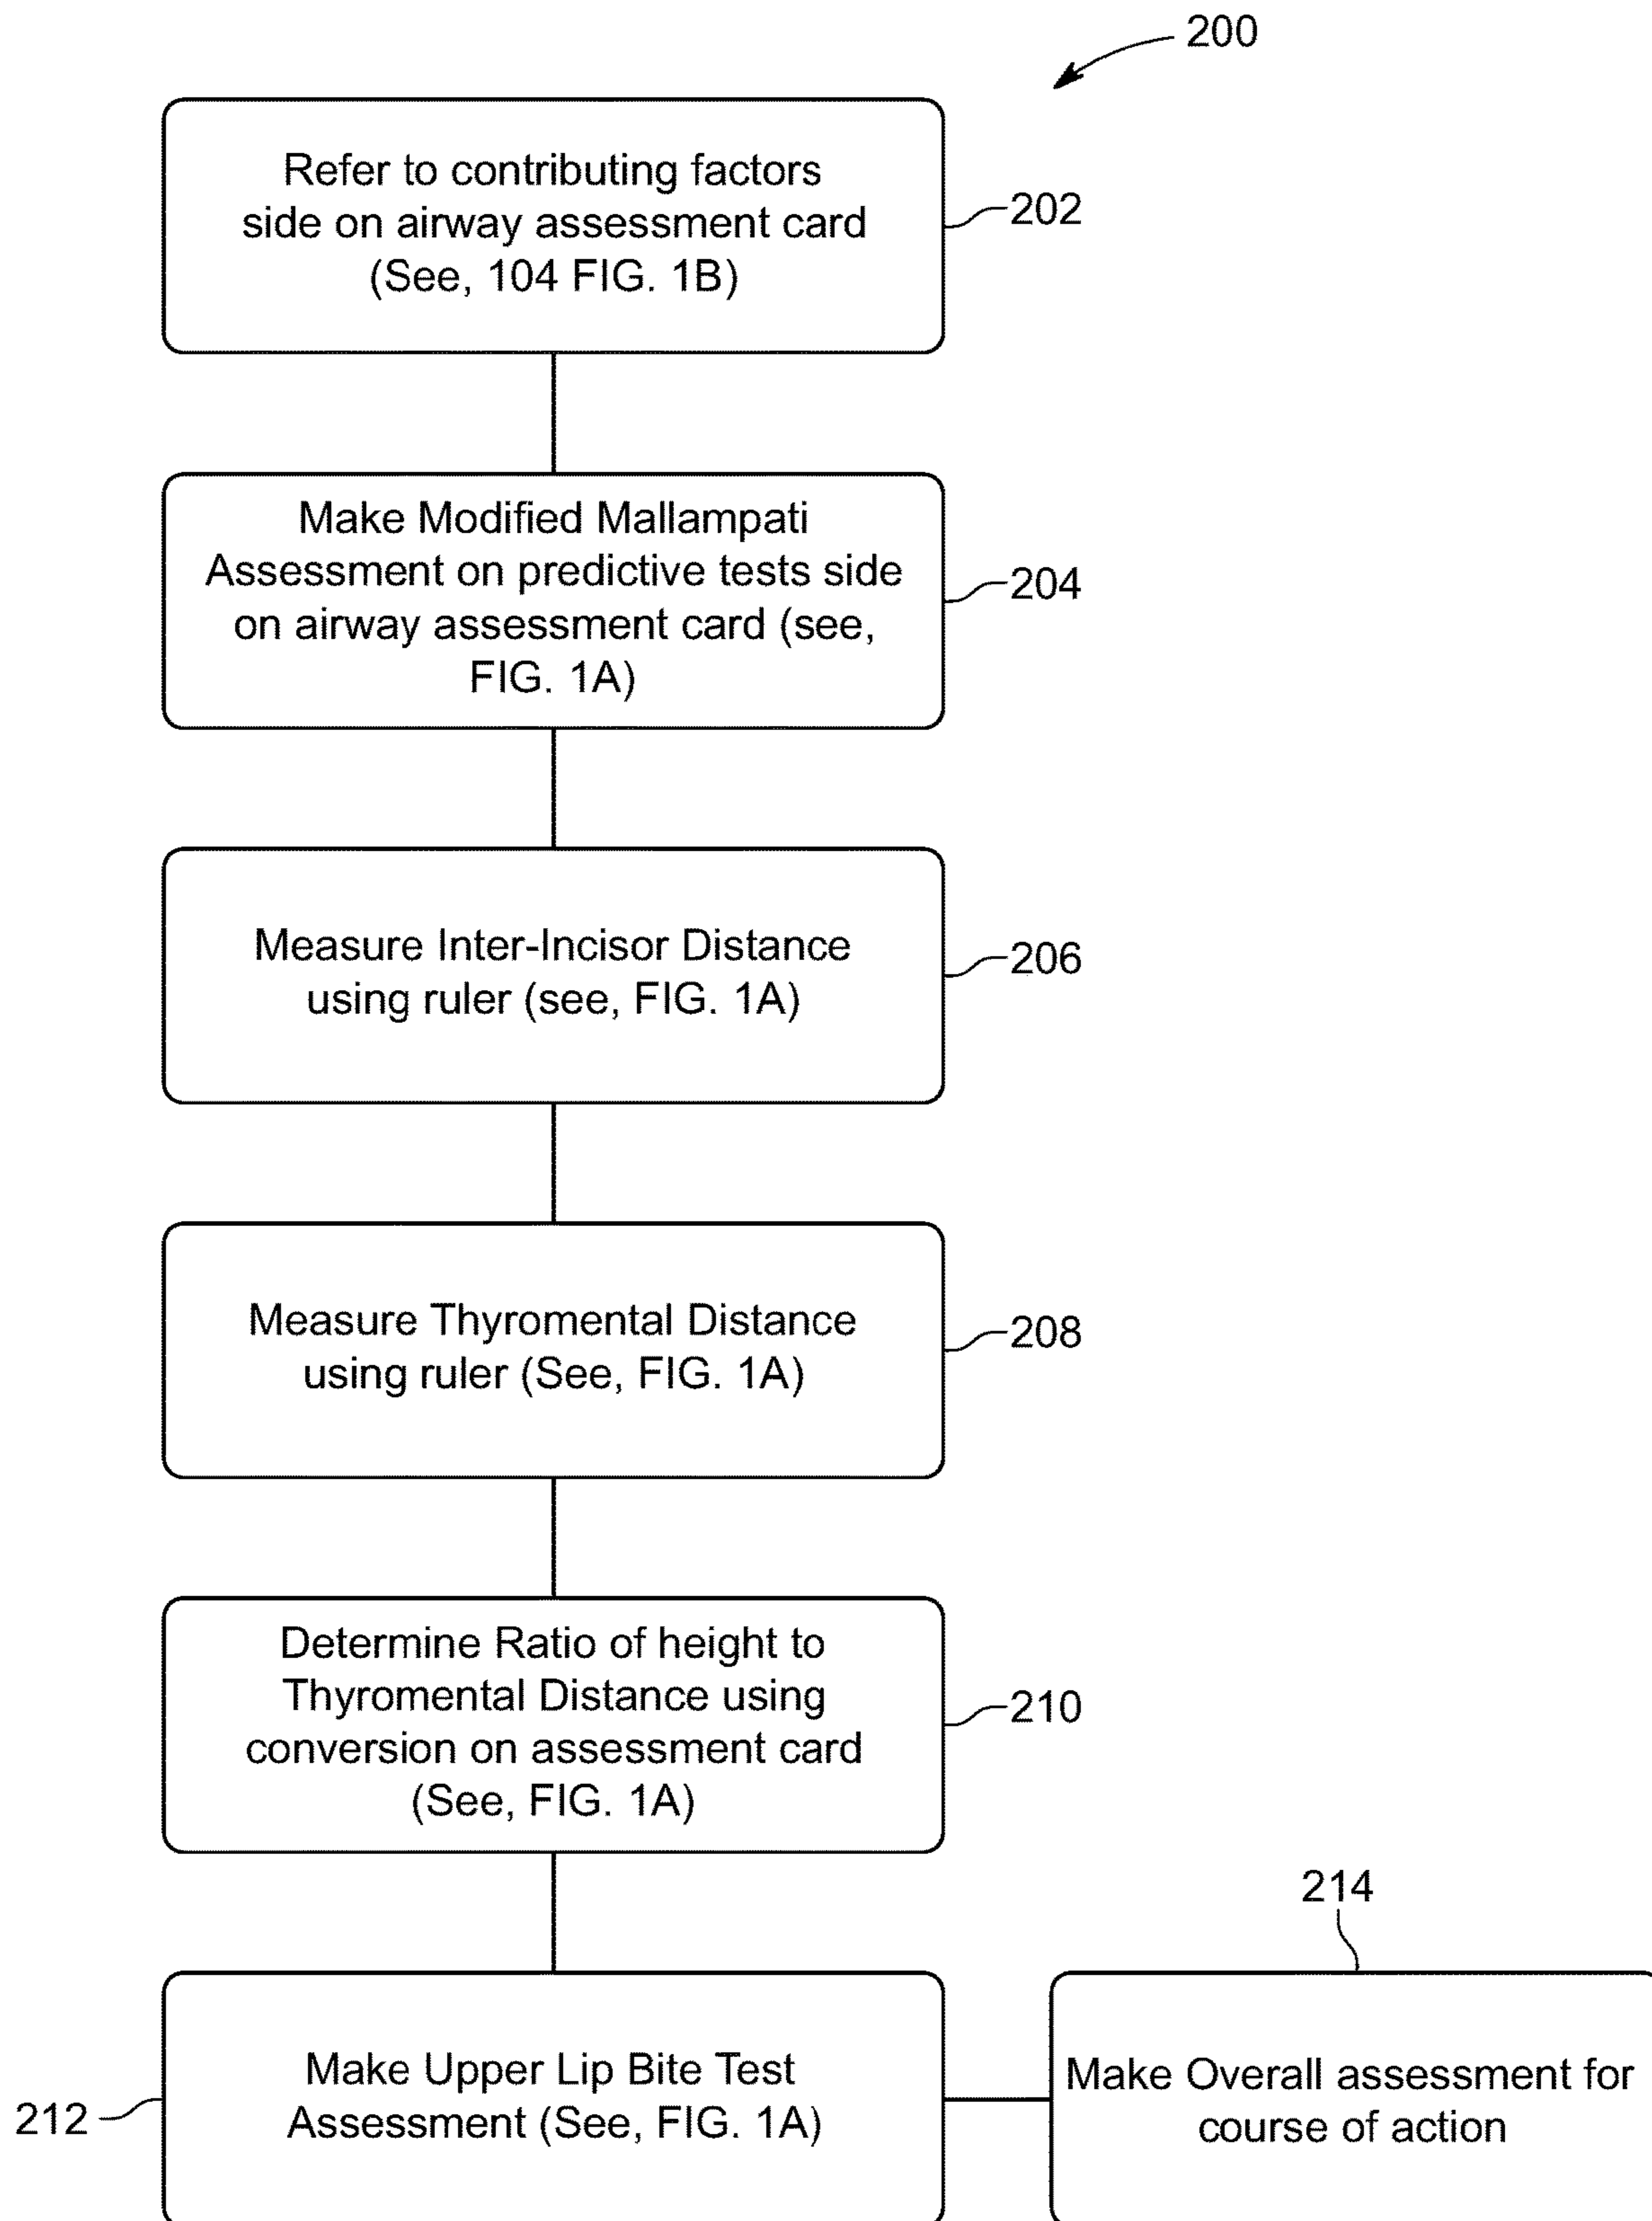 200
Refer to contributing factors
side on airway assessment card
(See, 104 FIG. 1B)
202
Make Modified Mallampati
Assessment on predictive tests side
on airway assessment card (see,
FIG. 1A)
204
Measure Inter-Incisor Distance
using ruler (see, FIG. 1A)
206
Measure Thyromental Distance
using ruler (See, FIG. 1A)
208
Determine Ratio of height to
Thyromental Distance using
conversion on assessment card
(See, FIG. 1A)
210
Make Upper Lip Bite Test
Assessment (See, FIG. 1A)
212
214
Make Overall assessment for
course of action